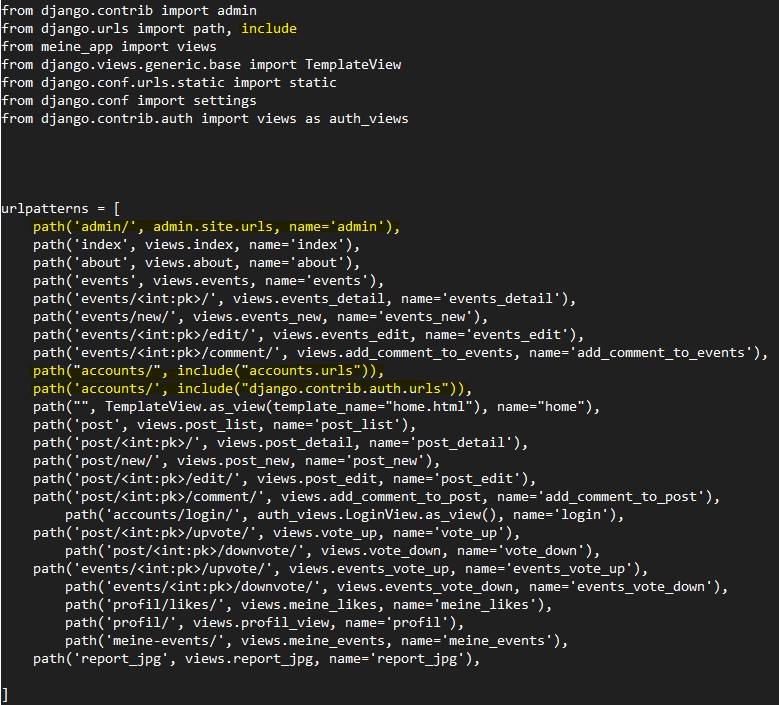 from django.contrib import admin
from django.urls import path, include
from meine_app import views
from django.views.generic.base import TemplateView
from django.conf.urls.static import static
from django.conf import settings
from django.contrib.auth import views as auth_views
urlpatterns = [
    path('admin/', admin.site.urls, name='admin'),
    path('index', views.index, name='index'),
    path('about', views.about, name='about'),
    path('events', views.events, name='events'),
    path('events/<int:pk>/', views.events_detail, name='events_detail'),
    path('events/new/', views.events_new, name='events_new'),
    path('events/<int:pk>/edit/', views.events_edit, name='events_edit'),
    path('events/<int:pk>/comment/', views.add_comment_to_events, name='add_comment_to_events'),
    path("accounts/", include("accounts.urls")),
    path('accounts/', include("django.contrib.auth.urls")),
    path("", TemplateView.as_view(template_name="home.html"), name="home"),
    path('post', views.post_list, name='post_list'),
    path('post/<int:pk>/', views.post_detail, name='post_detail'),
    path('post/new/', views.post_new, name='post_new'),
    path('post/<int:pk>/edit/', views.post_edit, name='post_edit'),
    path('post/<int:pk>/comment/', views.add_comment_to_post, name='add_comment_to_post'),
        path('accounts/login/', auth_views.LoginView.as_view(), name='login'),
    path('post/<int:pk>/upvote/', views.vote_up, name='vote_up'),
        path('post/<int:pk>/downvote/', views.vote_down, name='vote_down'),
    path('events/<int:pk>/upvote/', views.events_vote_up, name='events_vote_up'),
        path('events/<int:pk>/downvote/', views.events_vote_down, name='events_vote_down'),
        path('profil/likes/', views.meine_likes, name='meine_likes'),
        path('profil/', views.profil_view, name='profil'),
        path('meine-events/', views.meine_events, name='meine_events'),
    path('report_jpg', views.report_jpg, name='report_jpg'),
]